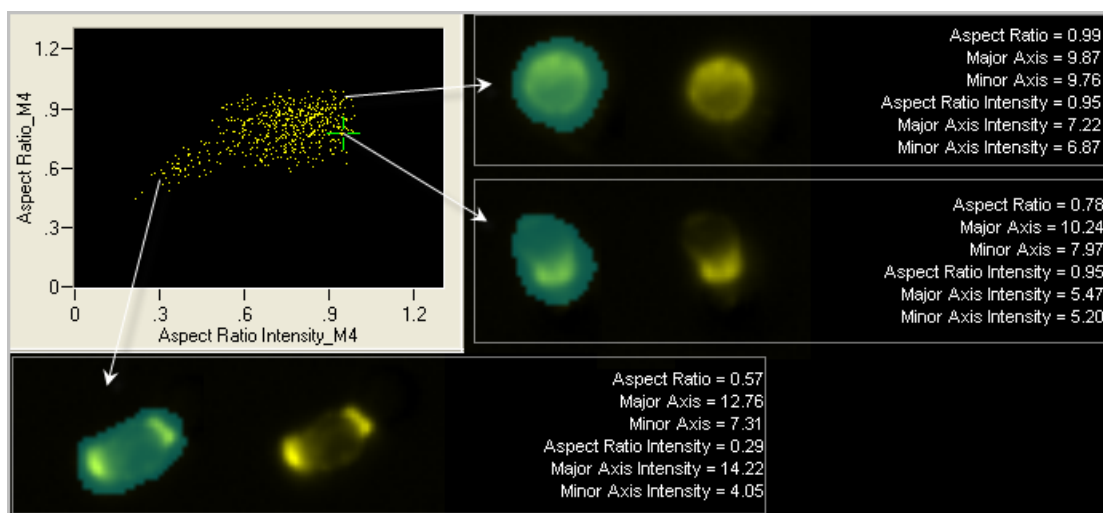 1.2
.9
.6
.3
0
Aspect Ratio_M4
0 .3 .6 .9 1.2
Aspect Ratio Intensity_M4
Aspect Ratio = 0.99
Major Axis = 9.87
Minor Axis = 9.76
Aspect Ratio Intensity = 0.95
Major Axis Intensity = 7.22
Minor Axis Intensity = 6.87
Aspect Ratio = 0.78
Major Axis = 10.24
Minor Axis = 7.97
Aspect Ratio Intensity = 0.95
Major Axis Intensity = 5.47
Minor Axis Intensity = 5.20
Aspect Ratio = 0.57
Major Axis = 12.76
Minor Axis = 7.31
Aspect Ratio Intensity = 0.29
Major Axis Intensity = 14.22
Minor Axis Intensity = 4.05